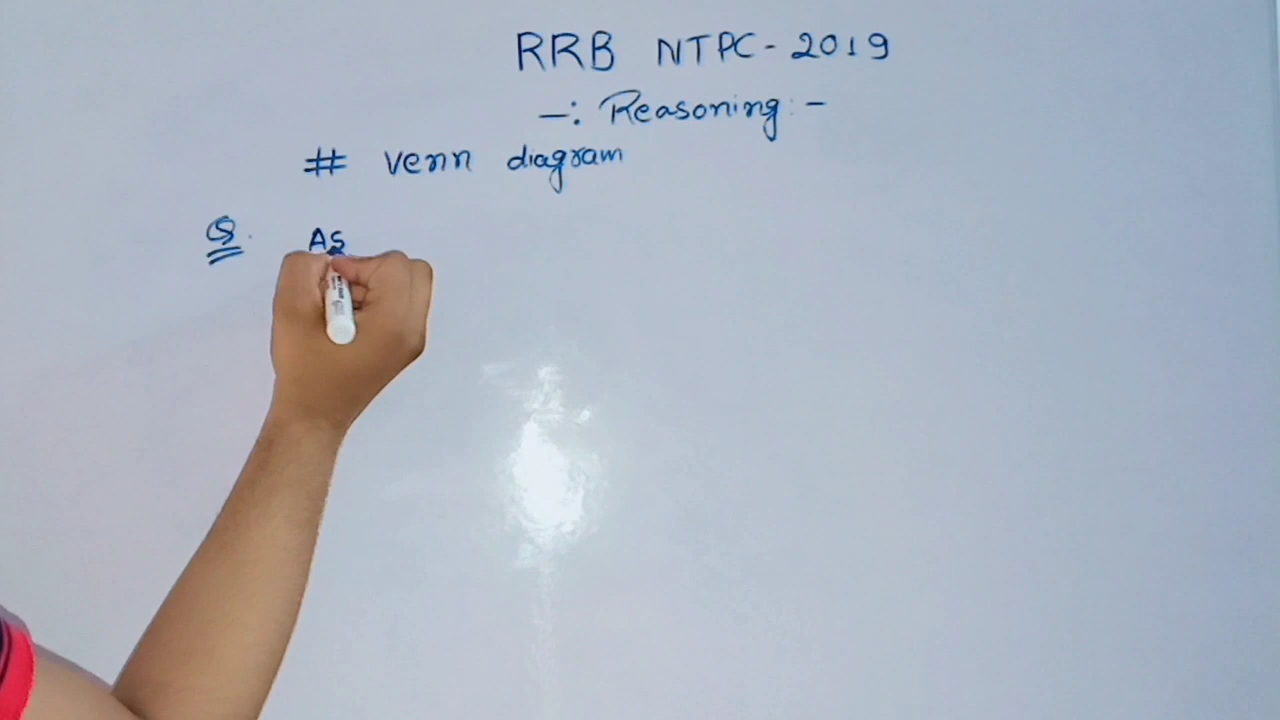 RRB NTPC - 2019
-: Reasoning :-
# venn diagram
Q. AS